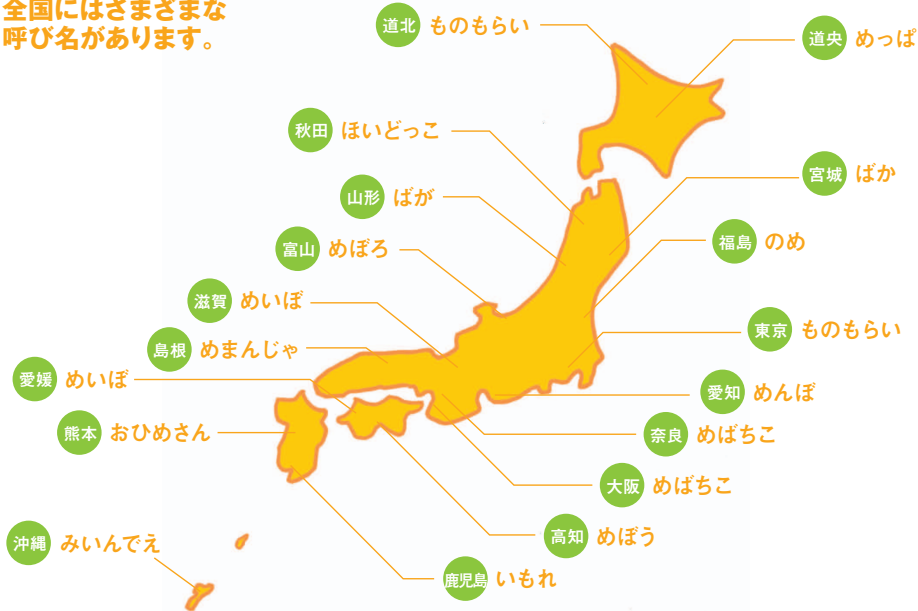 全国にはさまざまな
呼び名があります。
道北 ものもらい
道央 めっぱ
秋田 ほいどっこ
宮城 ばか
山形 ばが
福島 のめ
富山 めぼろ
滋賀 めいぼ
東京 ものもらい
島根 めまんじゃ
愛媛 めいぼ
愛知 めんぼ
熊本 おひめさん
奈良 めばちこ
大阪 めばちこ
高知 めぼう
沖縄 みいんでえ
鹿児島 いもれ